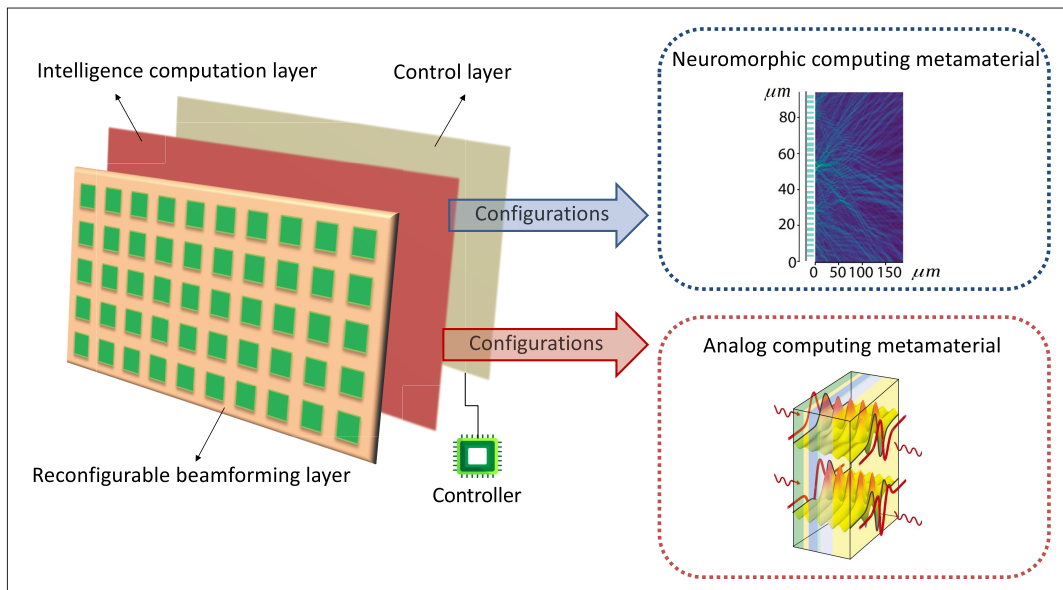 Intelligence computation layer
Control layer
Configurations
Configurations
Reconfigurable beamforming layer
Controller
Neuromorphic computing metamaterial
μm
80
60
40
20
0
0 50 100 150 μm
Analog computing metamaterial